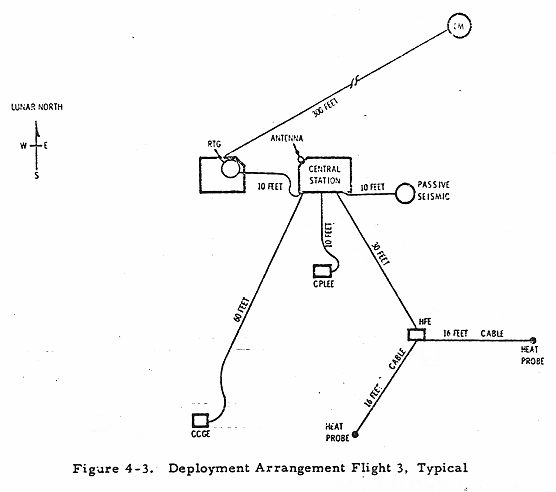 LM
300 FEET
LUNAR NORTH
W E
S
RTG
ANTENNA
CENTRAL
STATION
10 FEET
10 FEET
PASSIVE
SEISMIC
10 FEET
CPLEE
30 FEET
60 FEET
HFE
16 FEET CABLE
HEAT
PROBE
16 FEET CABLE
CCGE
HEAT
PROBE
Figure 4-3. Deployment Arrangement Flight 3, Typical